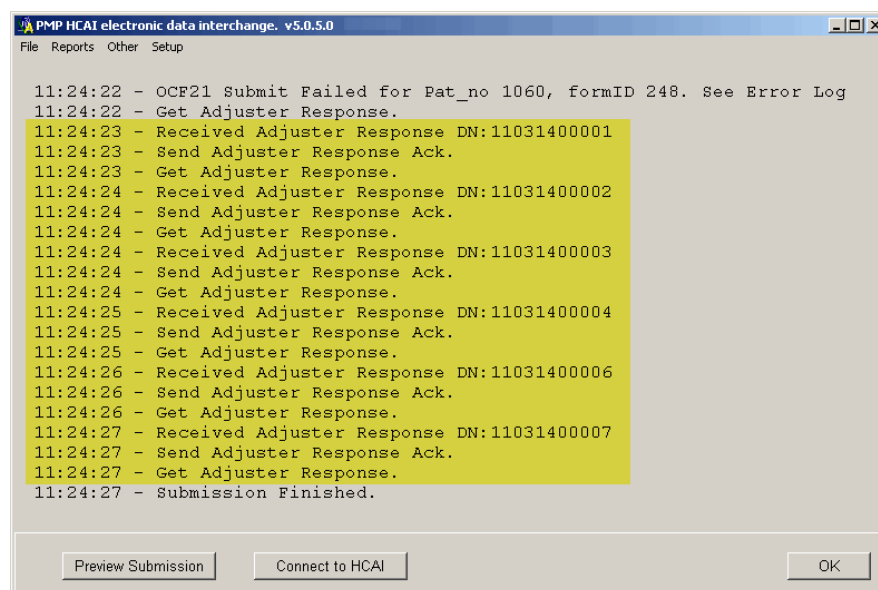 PMP HCAI electronic data interchange. v5.0.5.0
File Reports Other Setup
11:24:22 - OCF21 Submit Failed for Pat_no 1060, formID 248. See Error Log
11:24:22 - Get Adjuster Response.
11:24:23 - Received Adjuster Response DN:11031400001
11:24:23 - Send Adjuster Response Ack.
11:24:23 - Get Adjuster Response.
11:24:24 - Received Adjuster Response DN:11031400002
11:24:24 - Send Adjuster Response Ack.
11:24:24 - Get Adjuster Response.
11:24:24 - Received Adjuster Response DN:11031400003
11:24:24 - Send Adjuster Response Ack.
11:24:24 - Get Adjuster Response.
11:24:25 - Received Adjuster Response DN:11031400004
11:24:25 - Send Adjuster Response Ack.
11:24:25 - Get Adjuster Response.
11:24:26 - Received Adjuster Response DN:11031400006
11:24:26 - Send Adjuster Response Ack.
11:24:26 - Get Adjuster Response.
11:24:27 - Received Adjuster Response DN:11031400007
11:24:27 - Send Adjuster Response Ack.
11:24:27 - Get Adjuster Response.
11:24:27 - Submission Finished.
Preview Submission Connect to HCAI OK